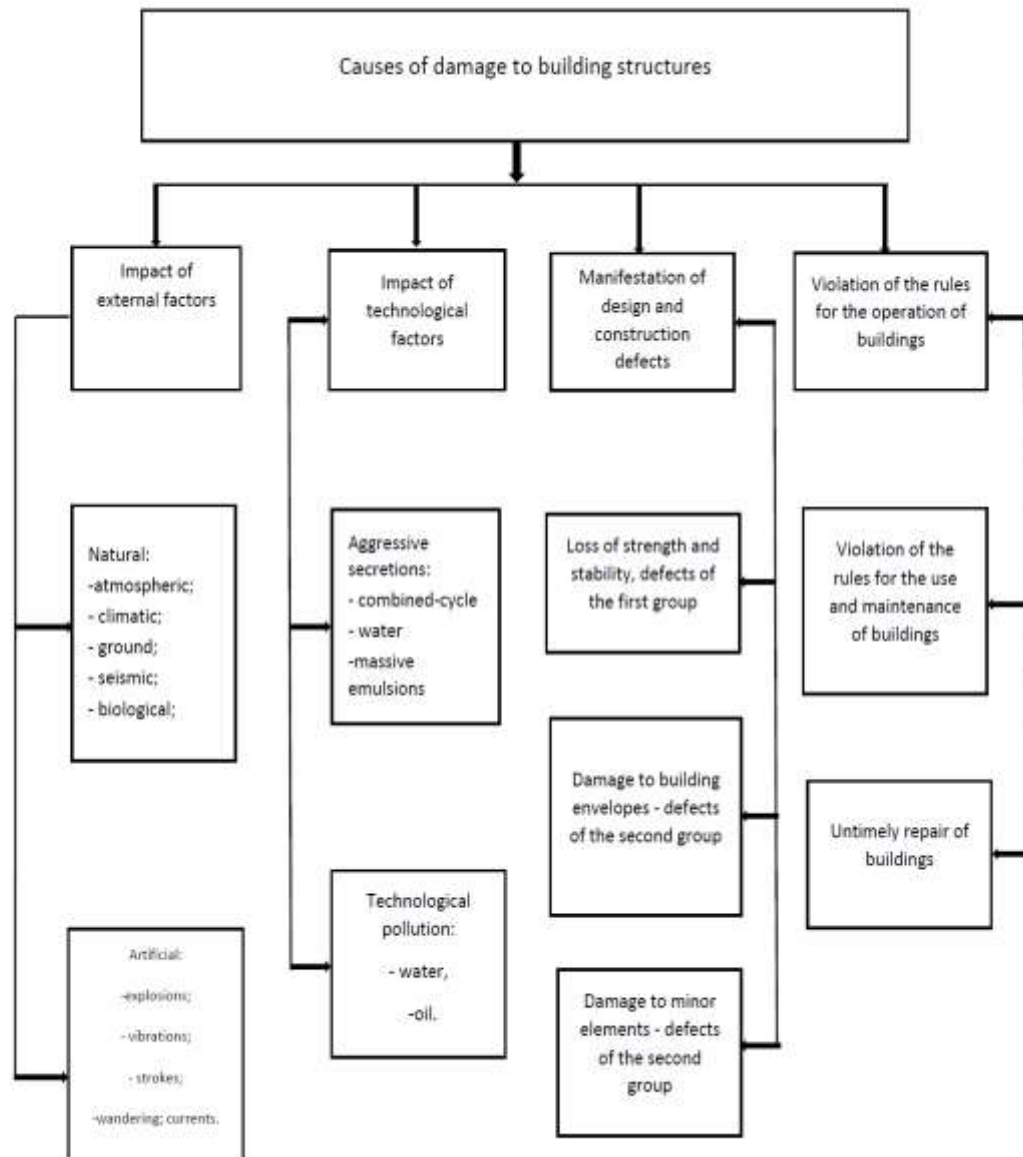 Causes of damage to building structures
Impact of
external factors
Impact of
technological
factors
Manifestation of
design and
construction
defects
Violation of the rules
for the operation of
buildings
Natural:
-atmospheric;
- climatic;
- ground;
- seismic;
- biological;
Aggressive
secretions:
- combined-cycle
- water
-massive
emulsions
Loss of strength and
stability, defects of
the first group
Violation of the
rules for the use
and maintenance
of buildings
Damage to building
envelopes - defects
of the second group
Untimely repair of
buildings
Artificial:
-explosions;
- vibrations;
- strokes;
-wandering; currents.
Technological
pollution:
- water,
-oil.
Damage to minor
elements - defects
of the second
group